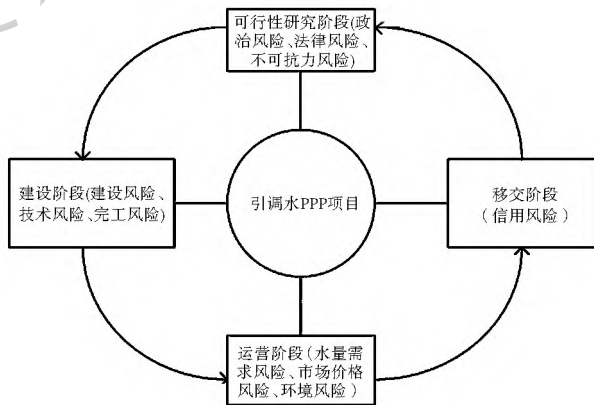 可行性研究阶段(政
治风险、法律风险、
不可抗力风险)
建设阶段(建设风险、
技术风险、完工风险)
引调水PPP项目
移交阶段
（信用风险）
运营阶段（水量需
求风险、市场价格
风险、环境风险）